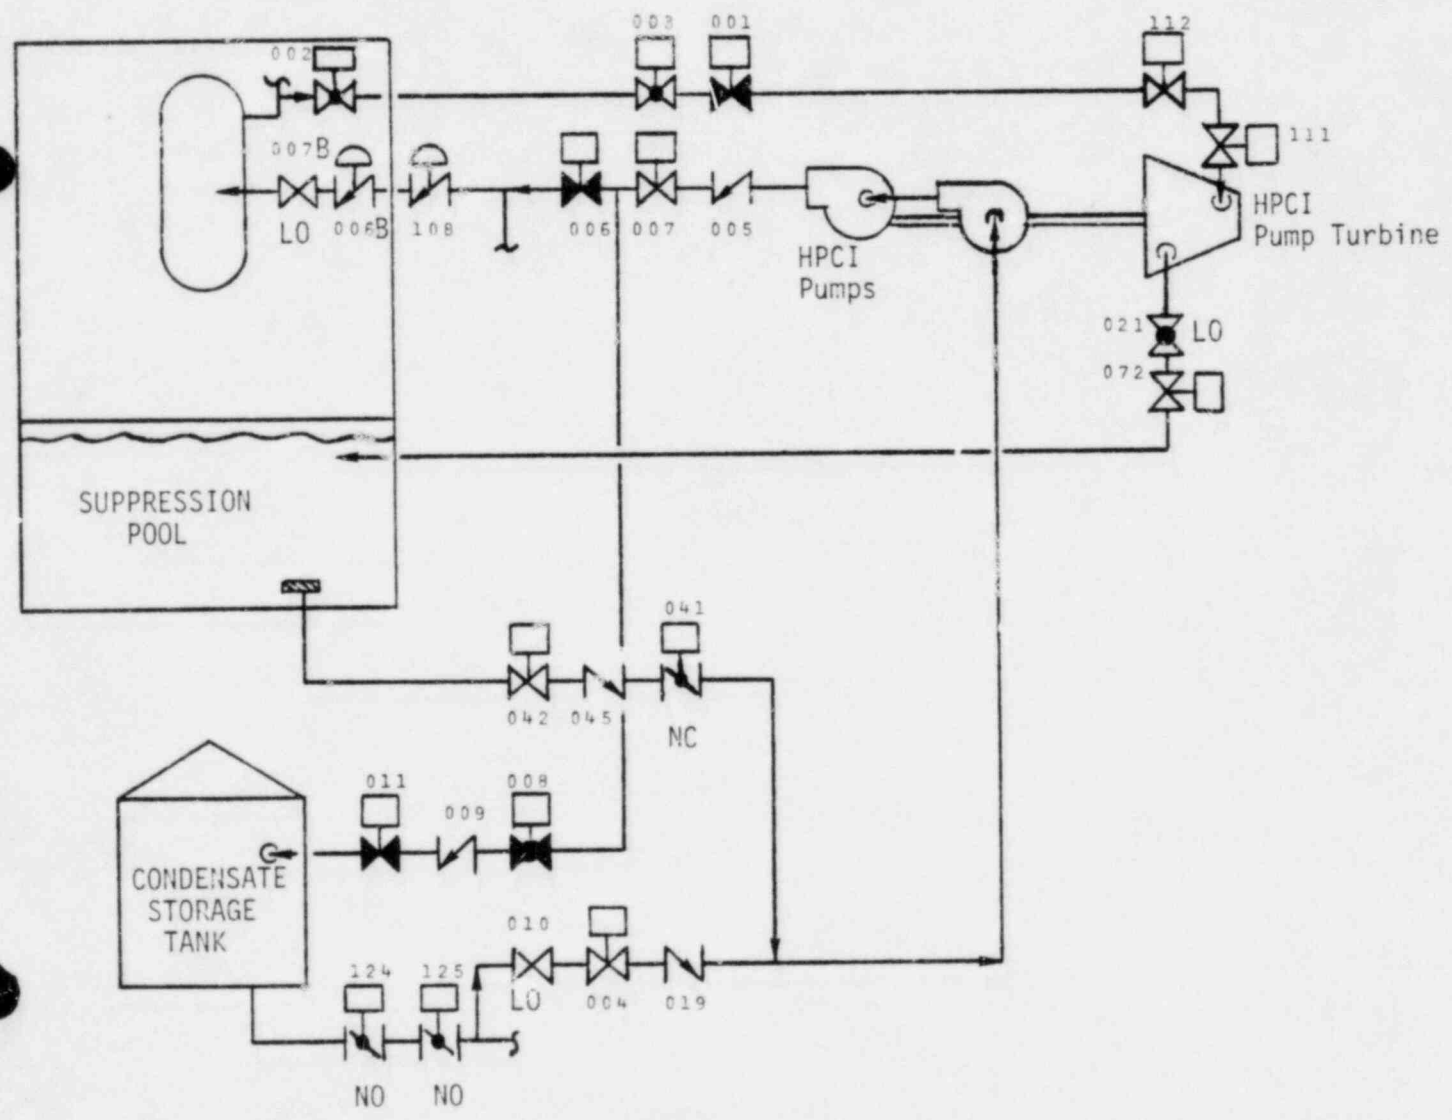 003
001
112
002
111
007B
LO
006B
108
006
007
005
HPCI
Pumps
HPCI
Pump Turbine
021
LO
072
SUPPRESSION
POOL
041
042
045
NC
011
009
008
CONDENSATE
STORAGE
TANK
010
LO
004
019
124
125
NO
NO